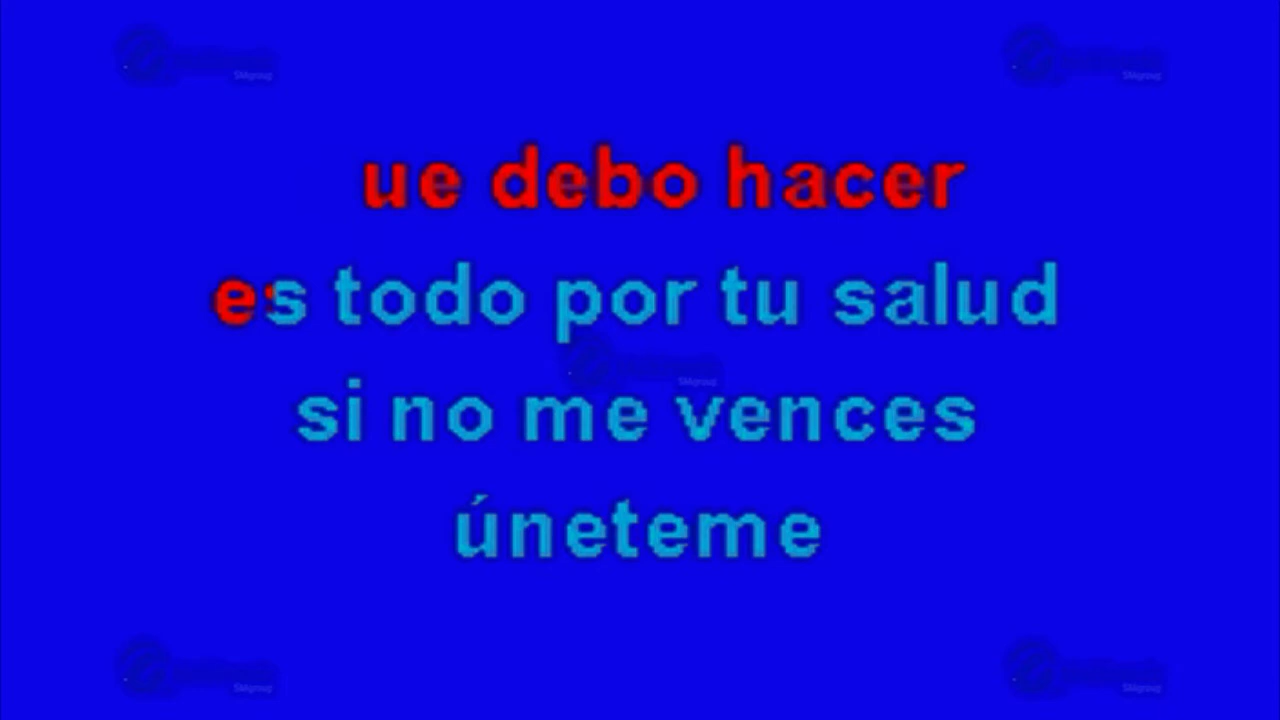 ue debo hacer
es todo por tu salud
si no me vences
úneteme